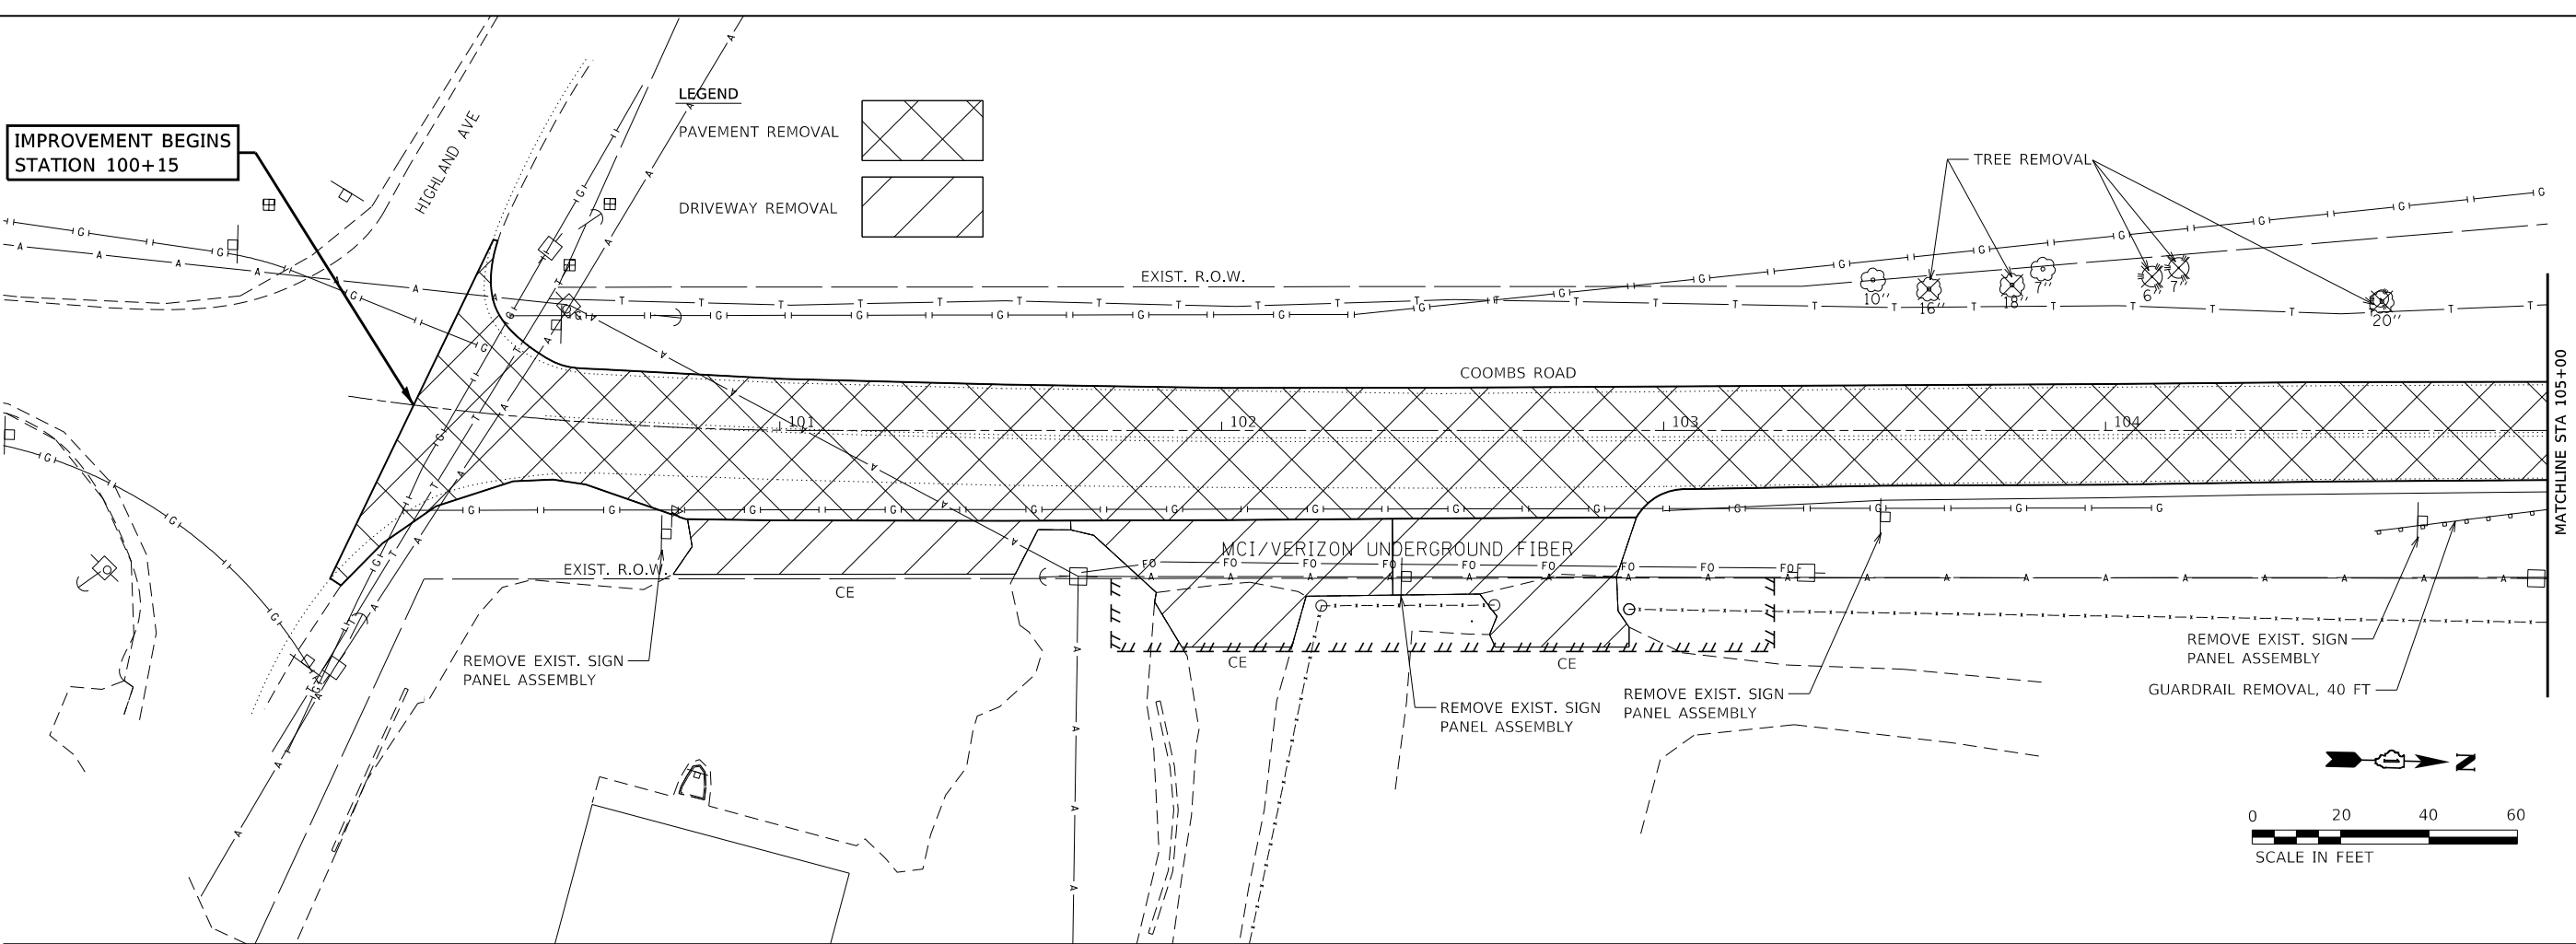 IMPROVEMENT BEGINS
STATION 100+15
HIGHLAND AVE
LEGEND
PAVEMENT REMOVAL
DRIVEWAY REMOVAL
TREE REMOVAL
EXIST. R.O.W.
10''
16''
18''
7''
6''
7''
20''
COOMBS ROAD
101
102
103
104
MATCHLINE STA 105+00
MCI/VERIZON UNDERGROUND FIBER
EXIST. R.O.W.
CE
CE
CE
REMOVE EXIST. SIGN
PANEL ASSEMBLY
REMOVE EXIST. SIGN
PANEL ASSEMBLY
REMOVE EXIST. SIGN
PANEL ASSEMBLY
REMOVE EXIST. SIGN
PANEL ASSEMBLY
GUARDRAIL REMOVAL, 40 FT
N
0 20 40 60
SCALE IN FEET